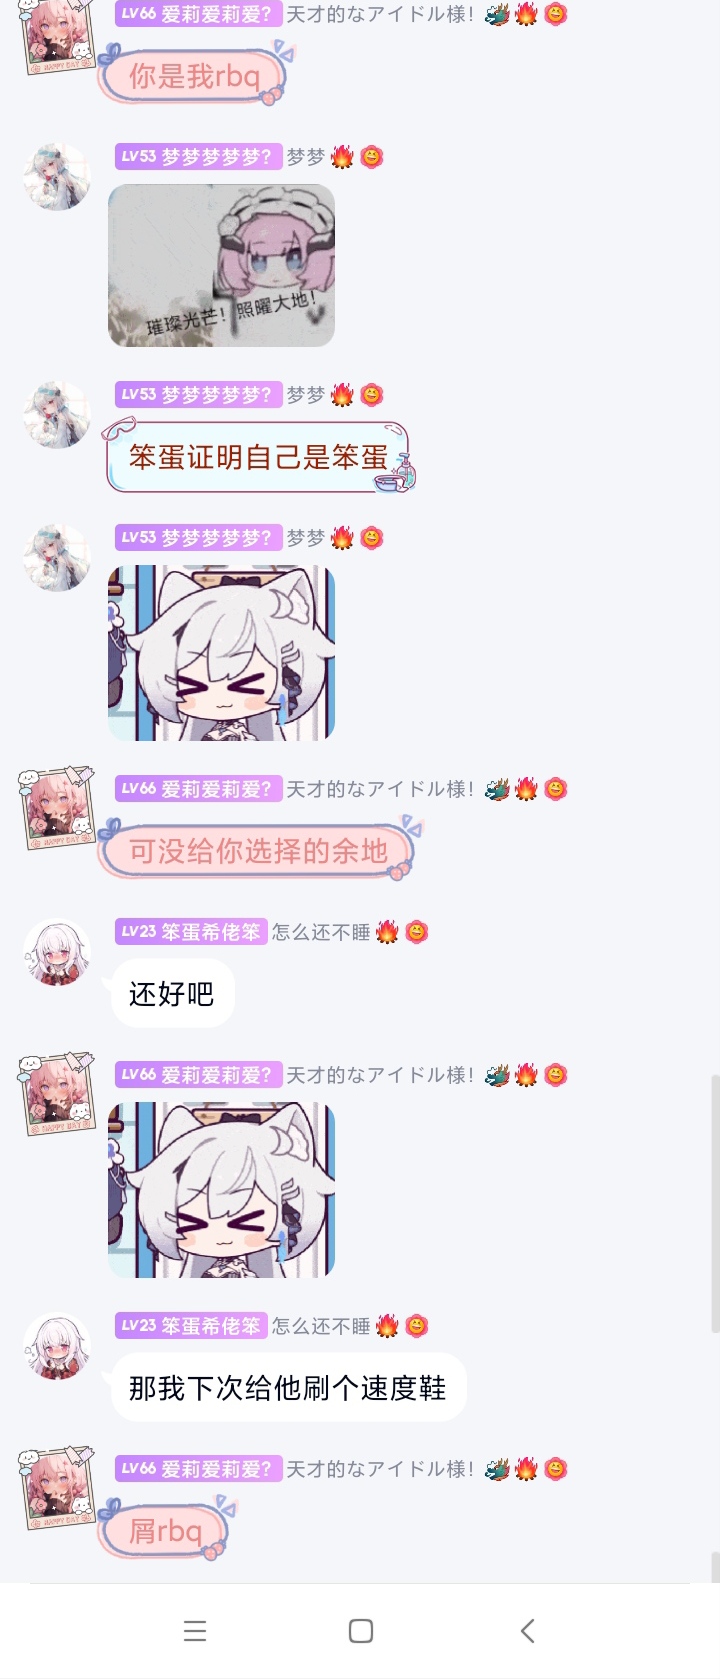 LV66 爱莉爱莉爱? 天才的なアイドル様! 🐉🔥
你是我rbq
LV53 梦梦梦梦梦? 梦梦🔥
璀璨光芒! 照曜大地!
LV53 梦梦梦梦梦? 梦梦🔥
笨蛋证明自己是笨蛋
LV53 梦梦梦梦梦? 梦梦🔥
LV66 爱莉爱莉爱? 天才的なアイドル様! 🐉🔥
HAPPY DAY
可没给你选择的余地
LV23 笨蛋希佬笨 怎么还不睡🔥
还好吧
LV66 爱莉爱莉爱? 天才的なアイドル様! 🐉🔥
HAPPY DAY
LV23 笨蛋希佬笨 怎么还不睡🔥
那我下次给他刷个速度鞋
LV66 爱莉爱莉爱? 天才的なアイドル様! 🐉🔥
HAPPY DAY
屑rbq